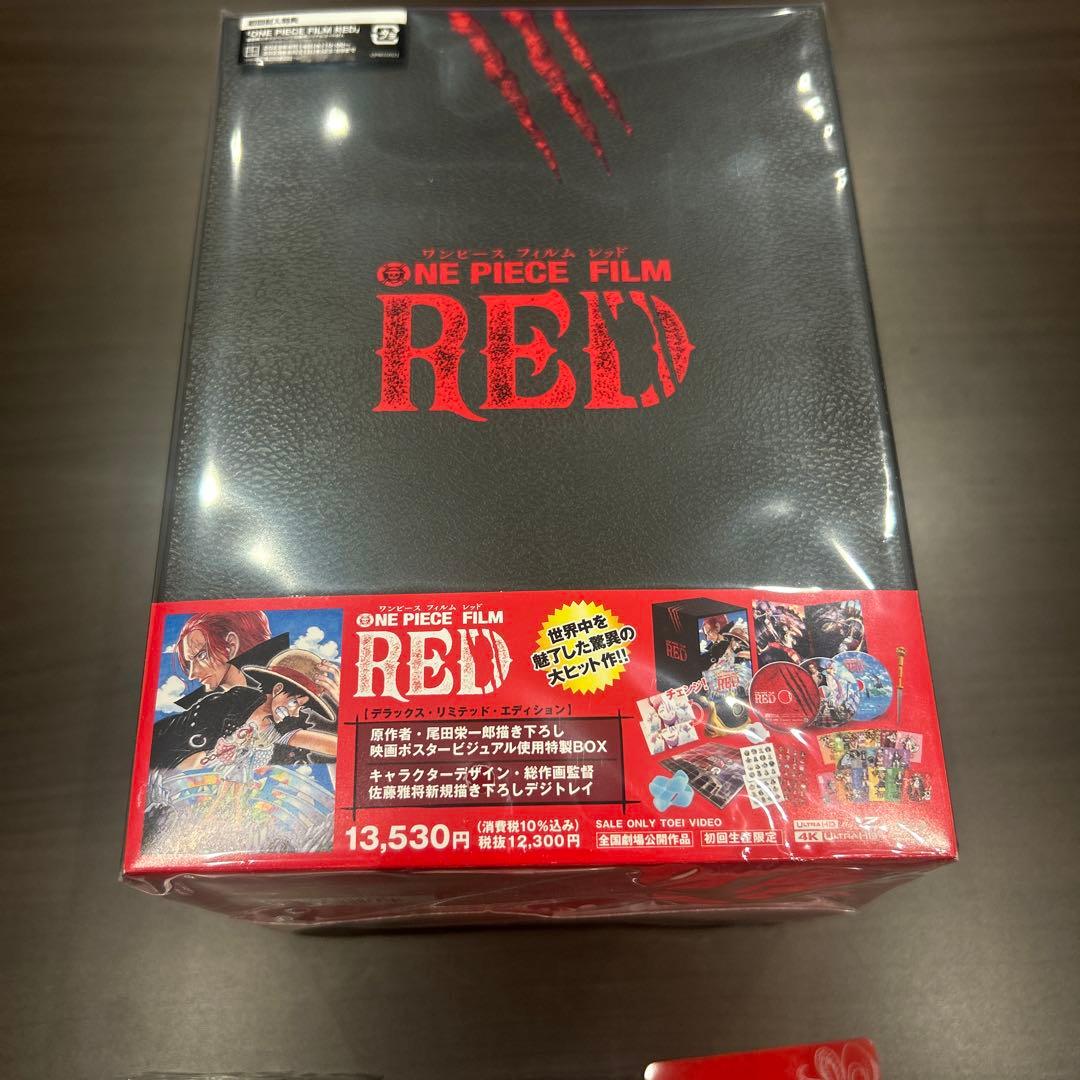 初回封入特典
「ONE PIECE FILM RED」
ワンピース フィルム レッド
ONE PIECE FILM
RED
ワンピース フィルム レッド
ONE PIECE FILM
RED
【デラックス・リミテッド・エディション】
原作者・尾田栄一郎描き下ろし
映画ポスタービジュアル使用特製BOX
キャラクターデザイン・総作画監督
佐藤雅将新規描き下ろしデジトレイ
13,530円 (消費税10%込み) 税抜12,300円
世界中を
魅了した驚異の
大ヒット作!!
RED
チェンジ!
RED
SALE ONLY TOEI VIDEO
全国劇場公開作品 初回生産限定
ULTRA HD
4K ULTRA HD